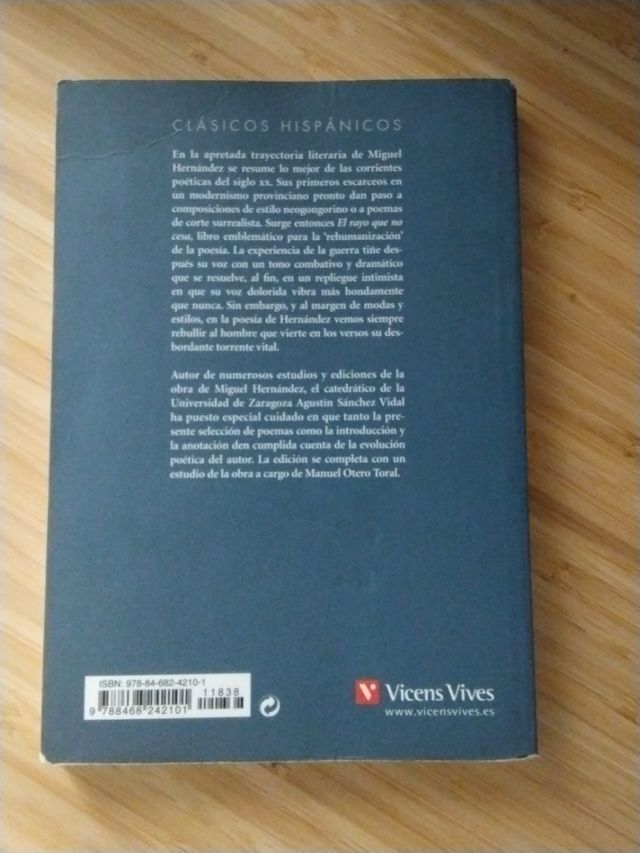 CLÁSICOS HISPÁNICOS
En la apretada trayectoria literaria de Miguel
Hernández se resume lo mejor de las corrientes
poéticas del siglo XX. Sus primeros escarceos en
un modernismo provinciano pronto dan paso a
composiciones de estilo neogongorino o a poemas
de corte surrealista. Surge entonces El rayo que no
cesa, libro emblemático para la 'rehumanización'
de la poesía. La experiencia de la guerra tiñe des-
pués su voz con un tono combativo y dramático
que se resuelve, al fin, en un repliegue intimista
en que su voz dolorida vibra más hondamente
que nunca. Sin embargo, y al margen de modas y
estilos, en la poesía de Hernández vemos siempre
rebullir al hombre que vierte en los versos su des-
bordante torrente vital.
Autor de numerosos estudios y ediciones de la
obra de Miguel Hernández, el catedrático de la
Universidad de Zaragoza Agustín Sánchez Vidal
ha puesto especial cuidado en que tanto la pre-
sente selección de poemas como la introducción y
la anotación den cumplida cuenta de la evolución
poética del autor. La edición se completa con un
estudio de la obra a cargo de Manuel Otero Toral.
ISBN: 978-84-682-4210-1
11838
9 788468 242101
Vicens Vives
www.vicensvives.es